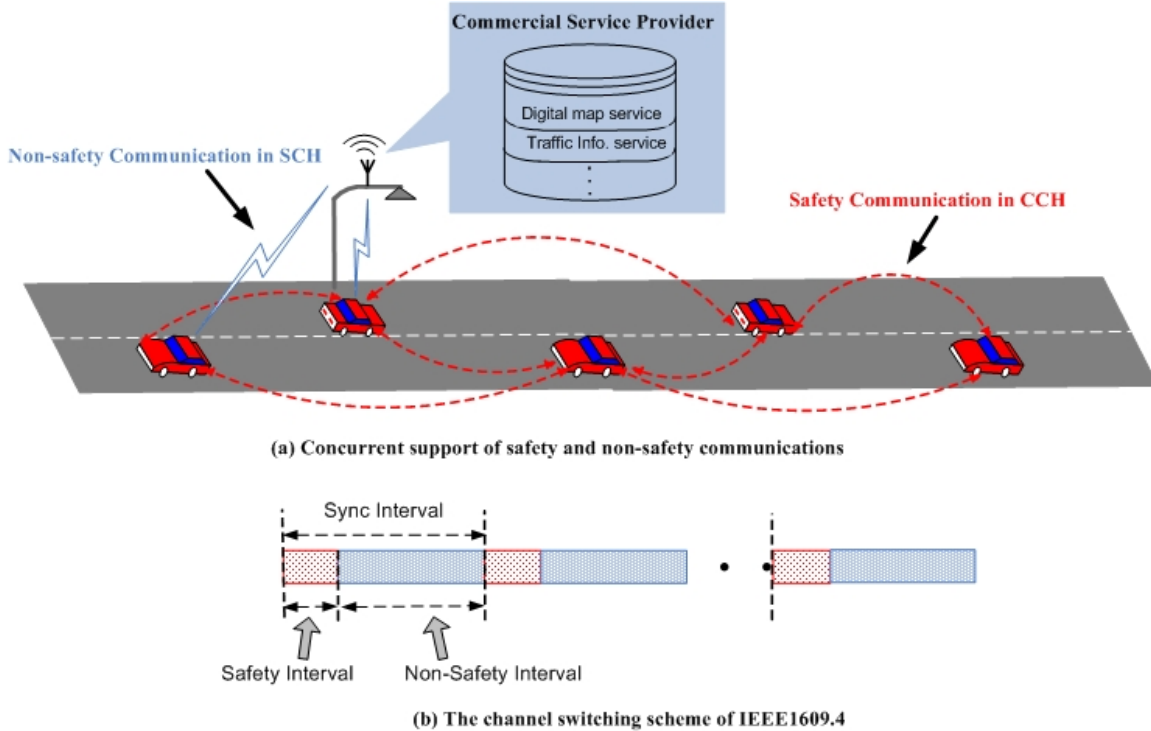 Commercial Service Provider
Digital map service
Traffic Info. service
Non-safety Communication in SCH
Safety Communication in CCH
(a) Concurrent support of safety and non-safety communications
Sync Interval
Safety Interval
Non-Safety Interval
(b) The channel switching scheme of IEEE1609.4